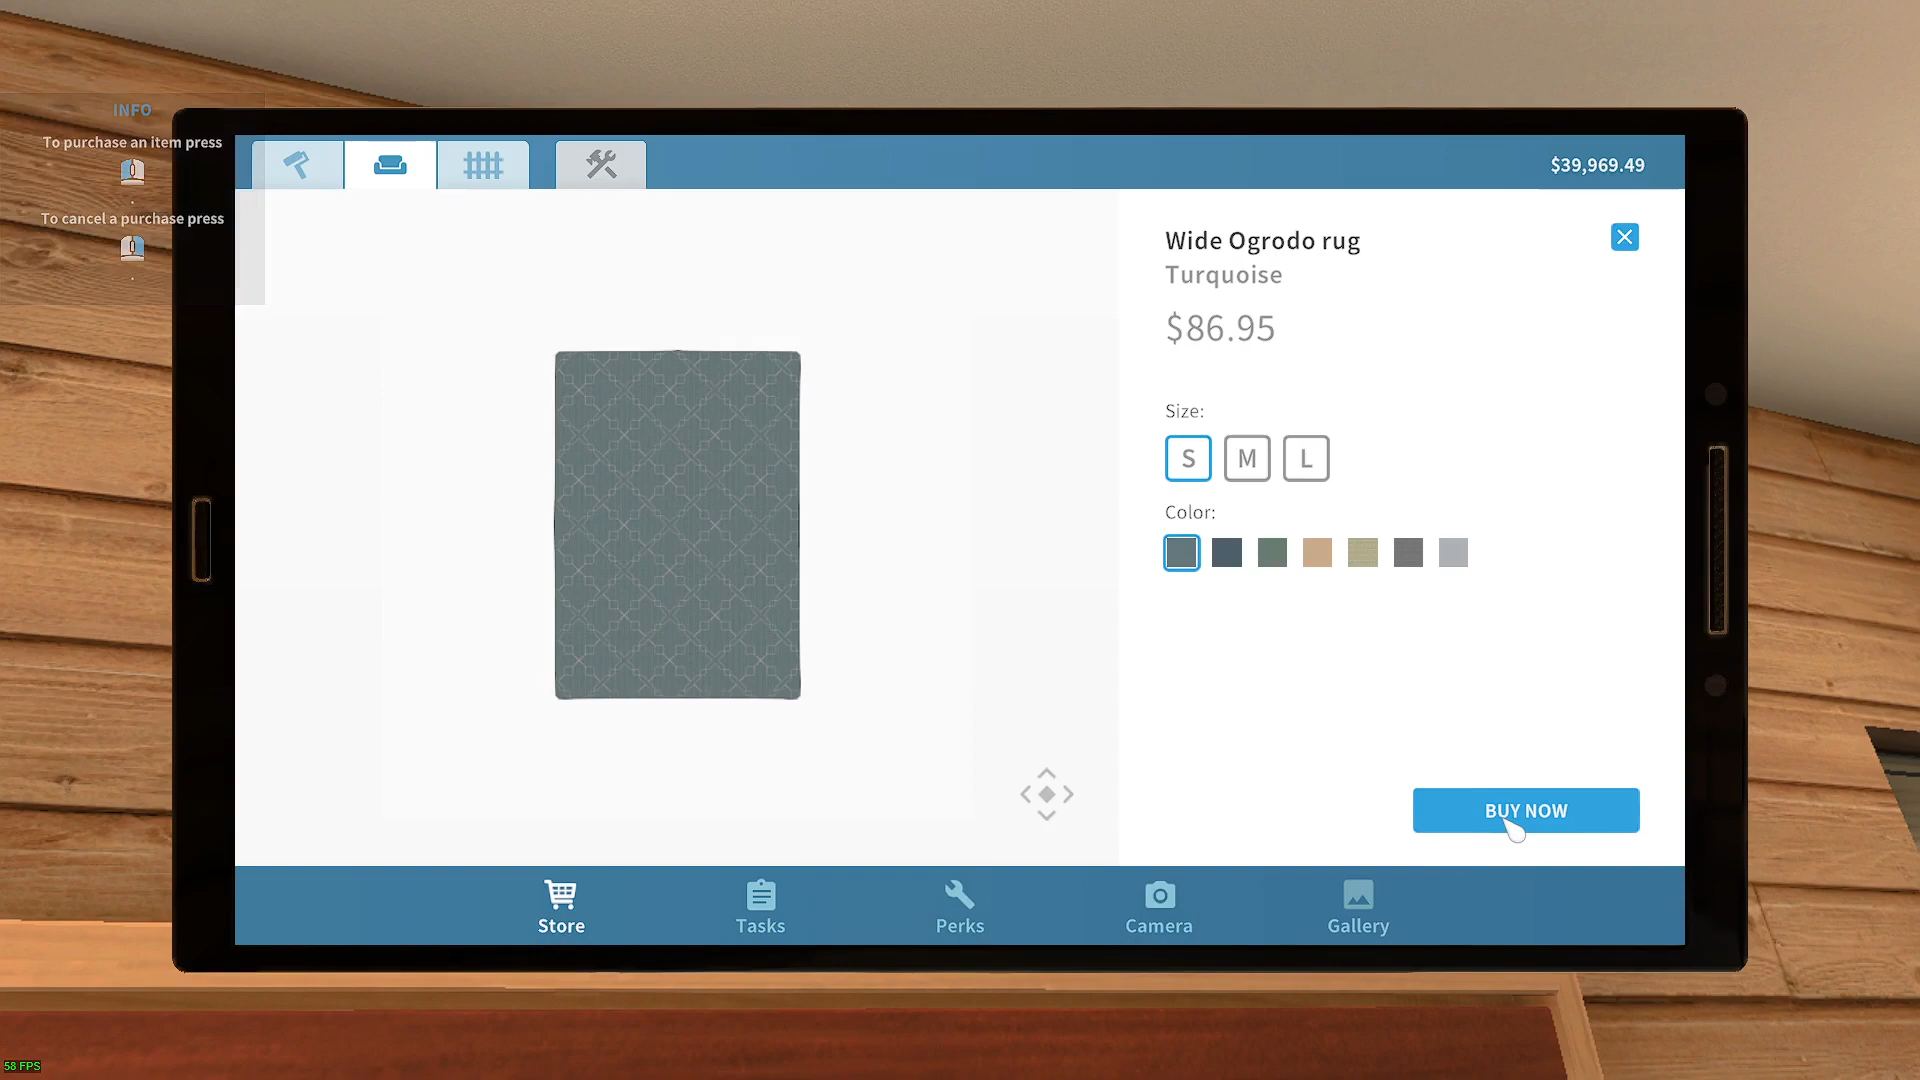 INFO
To purchase an item press
.
To cancel a purchase press
.
$39,969.49
Wide Ogrodo rug
Turquoise
$86.95
Size:
S M L
Color:
BUY NOW
Store Tasks Perks Camera Gallery
58 FPS